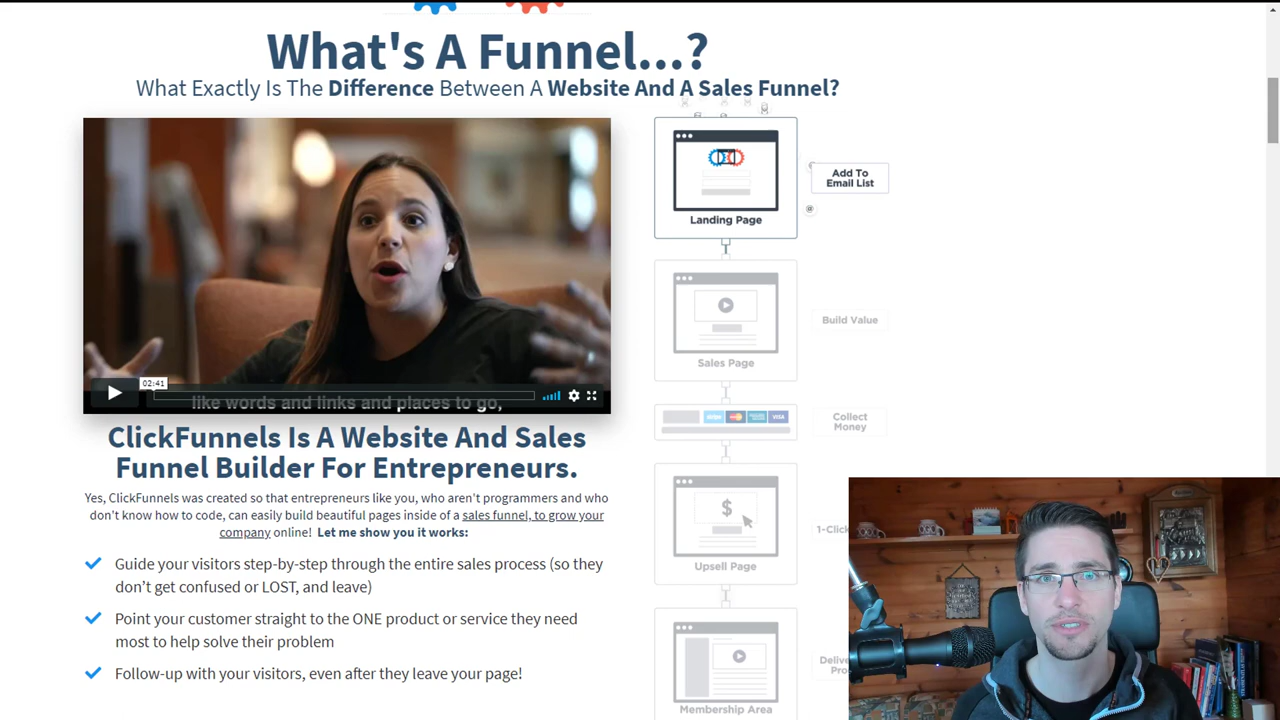 What's A Funnel...?
What Exactly Is The Difference Between A Website And A Sales Funnel?
Landing Page
Add To
Email List
Sales Page
Build Value
02:41
like words and links and places to go,
stripe
VISA
Collect
Money
ClickFunnels Is A Website And Sales
Funnel Builder For Entrepreneurs.
Yes, ClickFunnels was created so that entrepreneurs like you, who aren't programmers and who
don't know how to code, can easily build beautiful pages inside of a sales funnel, to grow your
company online! Let me show you it works:
$
Upsell Page
1-Click
Guide your visitors step-by-step through the entire sales process (so they
don't get confused or LOST, and leave)
Point your customer straight to the ONE product or service they need
most to help solve their problem
Follow-up with your visitors, even after they leave your page!
Membership Area